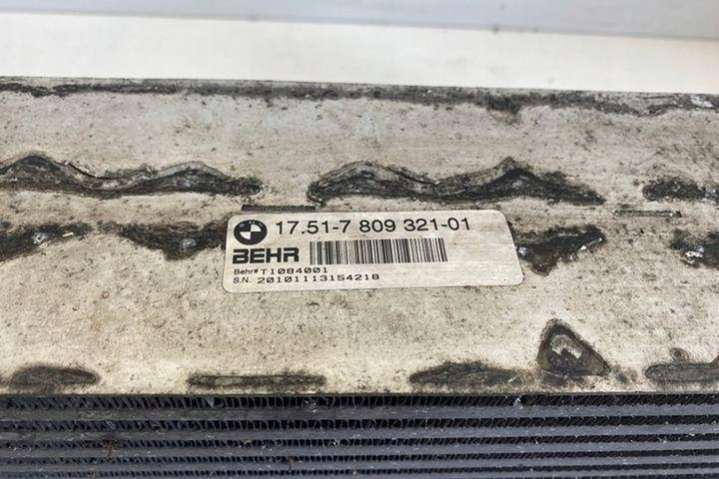 17.51-7 809 321-01
BEHR
Behr# T1084001
S.N. 20101113154218